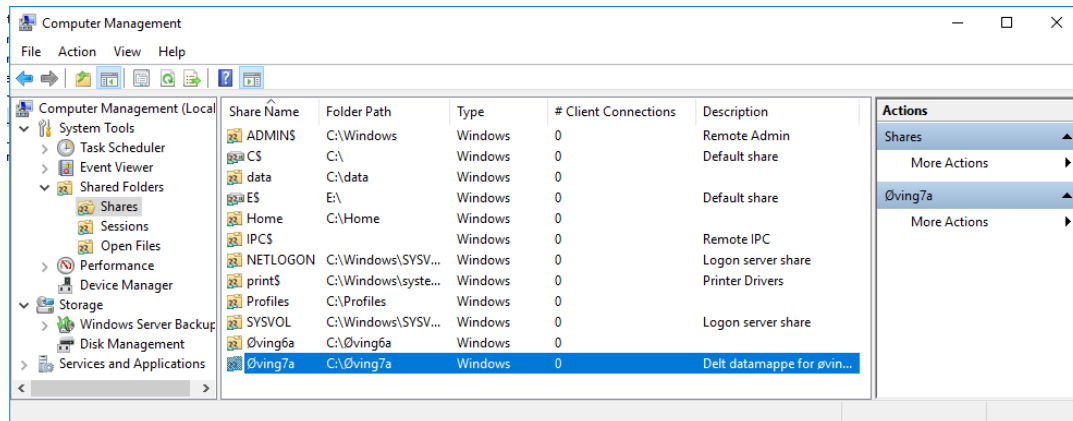 Computer Management
File Action View Help
Computer Management (Local
System Tools
Task Scheduler
Event Viewer
Shared Folders
Shares
Sessions
Open Files
Performance
Device Manager
Storage
Windows Server Backup
Disk Management
Services and Applications
Share Name Folder Path Type # Client Connections Description
ADMIN$ C:\Windows Windows 0 Remote Admin
C$ C:\ Windows 0 Default share
data C:\data Windows 0
E$ E:\ Windows 0 Default share
Home C:\Home Windows 0
IPC$ Windows 0 Remote IPC
NETLOGON C:\Windows\SYSV... Windows 0 Logon server share
print$ C:\Windows\syste... Windows 0 Printer Drivers
Profiles C:\Profiles Windows 0
SYSVOL C:\Windows\SYSV... Windows 0 Logon server share
Øving6a C:\Øving6a Windows 0
Øving7a C:\Øving7a Windows 0 Delt datamappe for øvin...
Actions
Shares
More Actions
Øving7a
More Actions